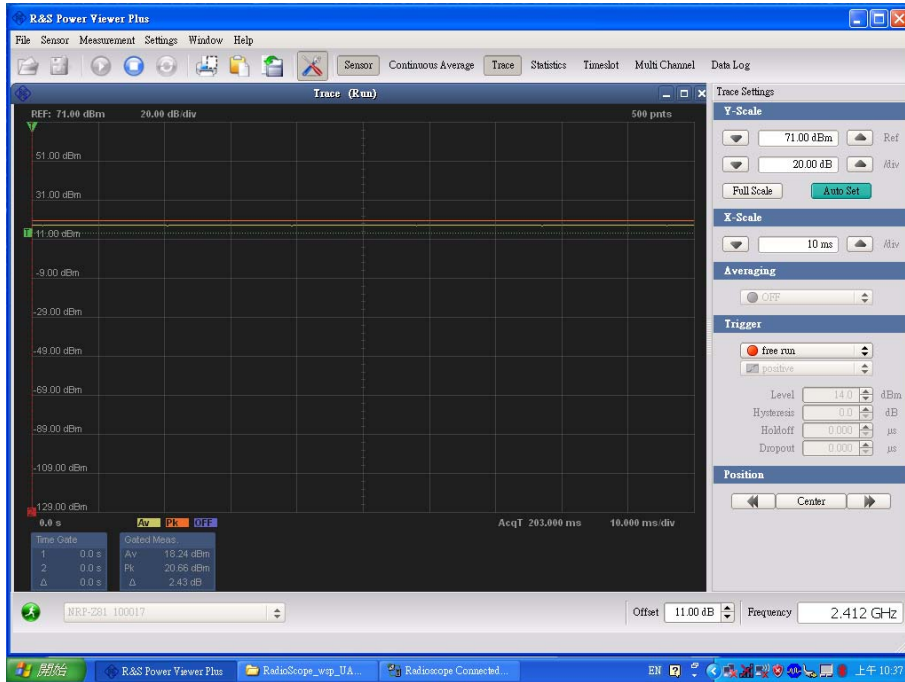 R&S Power Viewer Plus
File Sensor Measurement Settings Window Help
Sensor Continuous Average Trace Statistics Timeslot Multi Channel Data Log
Trace (Run)
REF: 71.00 dBm 20.00 dB/div 500 pnts
51.00 dBm
31.00 dBm
11.00 dBm
-9.00 dBm
-29.00 dBm
-49.00 dBm
-69.00 dBm
-89.00 dBm
-109.00 dBm
129.00 dBm
0.0 s Av Pk OFF AcqT 203.000 ms 10.000 ms/div
Time Gate
1 0.0 s
2 0.0 s
Δ 0.0 s
Gated Meas.
Av 18.24 dBm
Pk 20.66 dBm
Δ 2.43 dB
Trace Settings
Y-Scale
71.00 dBm Ref
20.00 dB /div
Full Scale Auto Set
X-Scale
10 ms /div
Averaging
OFF
Trigger
free run
positive
Level 14.0 dBm
Hysteresis 0.0 dB
Holdoff 0.000 µs
Dropout 0.000 µs
Position
Center
NRP-Z81 100017
Offset 11.00 dB Frequency 2.412 GHz
開始 R&S Power Viewer Plus RadioScope_wsp_UA... Radioscope Connected... EN 上午 10:37